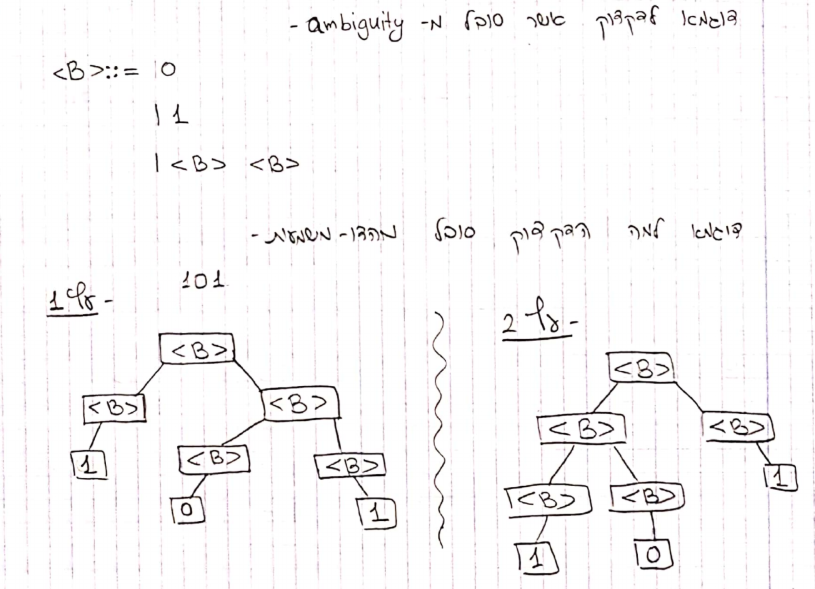 דוגמא לדקדוק אשר סובל מ- ambiguity -
<B>::= 0
| 1
| <B> <B>
דוגמא למה הדקדוק סובל מהדו-משמעות -
101
עץ 1 -
<B>
<B> <B>
1 <B> <B>
0 1
עץ 2 -
<B>
<B> <B>
<B> <B> 1
1 0